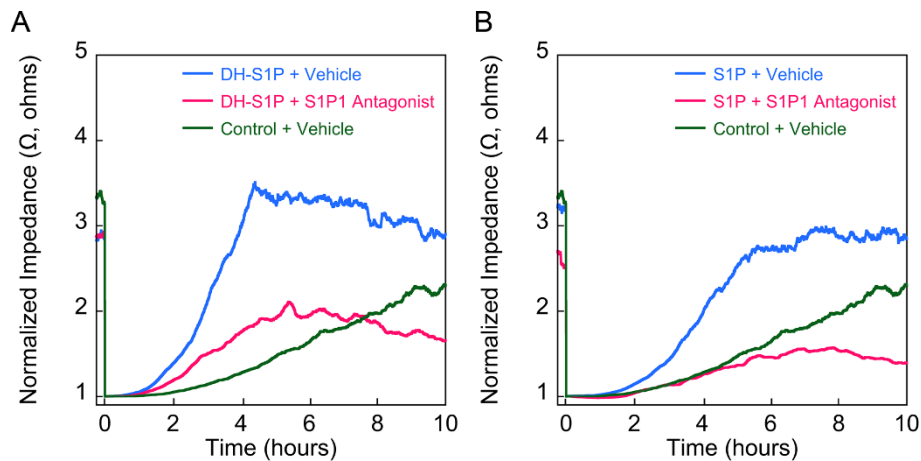 A
Normalized Impedance (Ω, ohms)
5
4
3
2
1
DH-S1P + Vehicle
DH-S1P + S1P1 Antagonist
Control + Vehicle
0 2 4 6 8 10
Time (hours)
B
Normalized Impedance (Ω, ohms)
5
4
3
2
1
S1P + Vehicle
S1P + S1P1 Antagonist
Control + Vehicle
0 2 4 6 8 10
Time (hours)